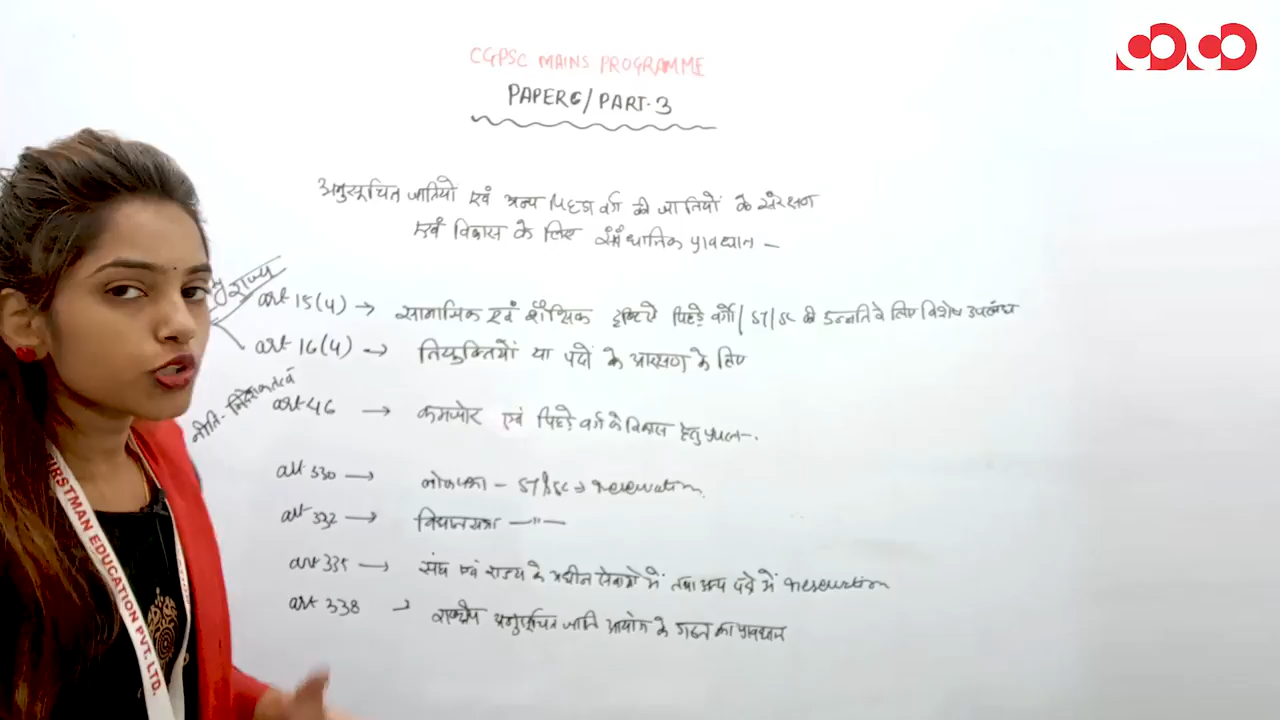 CGPSC MAINS PROGRAMME
PAPER 6/ PART-3
अनुसूचित जातियो एवं अन्य पिछडा वर्ग की जातियों के संरक्षण
एवं विकास के लिए संवैधानिक प्रावधान –
राज्य
art 15(4) → सामाजिक एवं शैक्षिक दृष्टि से पिछड़े वर्गो/ST/SC की उन्नति के लिए विशेष उपबंध
art 16(4) → नियुक्तियों या पदों के आरक्षण के लिए
नीति-निदेशक
art 46 → कमजोर एवं पिछड़े वर्ग के विकास हेतु
art 330 → लोकसभा – ST/SC → reservation
art 332 → विधानसभा –"–
art 335 → संघ एवं राज्य के अधीन सेवाओं में तथा अन्य पदों में reservation
art 338 → राष्ट्रीय अनुसूचित जाति आयोग के गठन का प्रावधान
FIRSTMAN EDUCATION PVT. LTD.